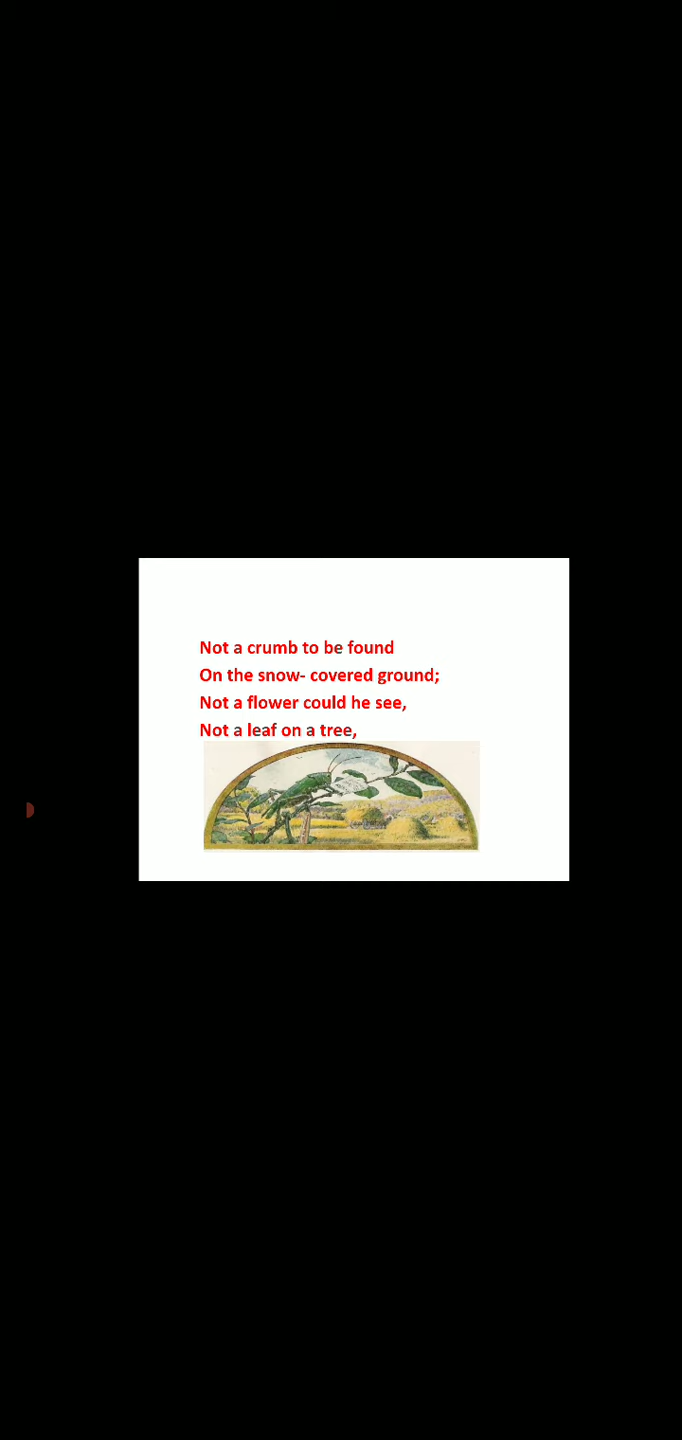 Not a crumb to be found
On the snow- covered ground;
Not a flower could he see,
Not a leaf on a tree,